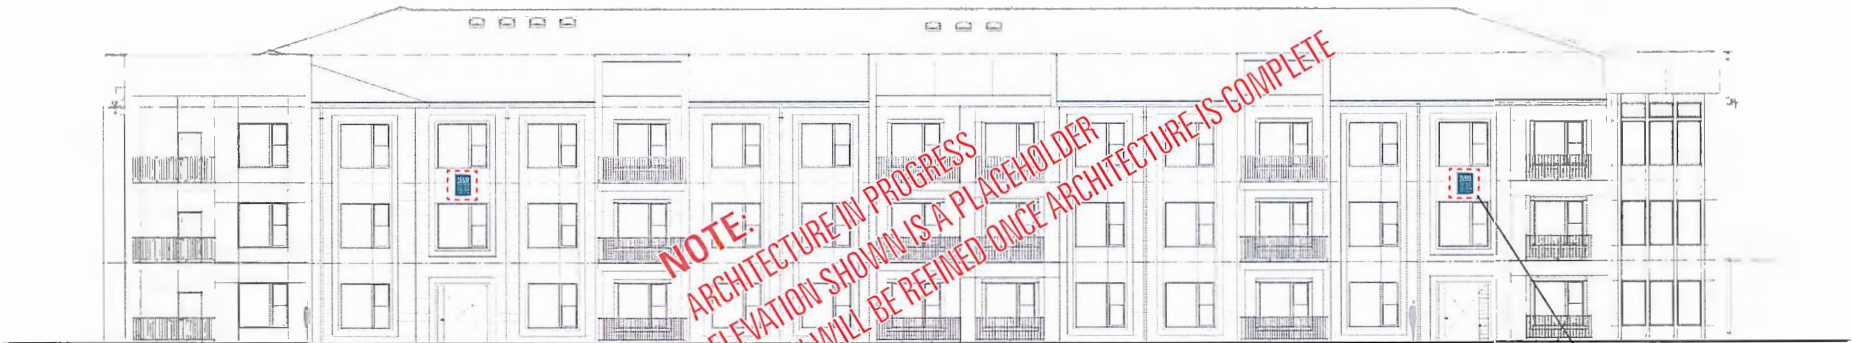 NOTE:
ARCHITECTURE IN PROGRESS
ELEVATION SHOWN IS A PLACEHOLDER
WILL BE REFINED ONCE ARCHITECTURE IS COMPLETE